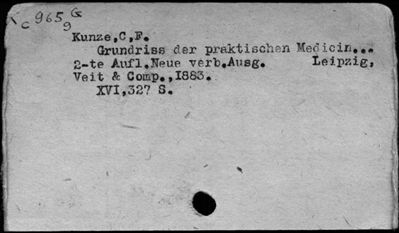 c 965 G
9
Kunze,C,F.
Grundriss der praktischen Medicin...
2-te Aufl.Neue verb.Ausg. Leipzig,
Veit & Comp.,1883.
XVI,327 S.